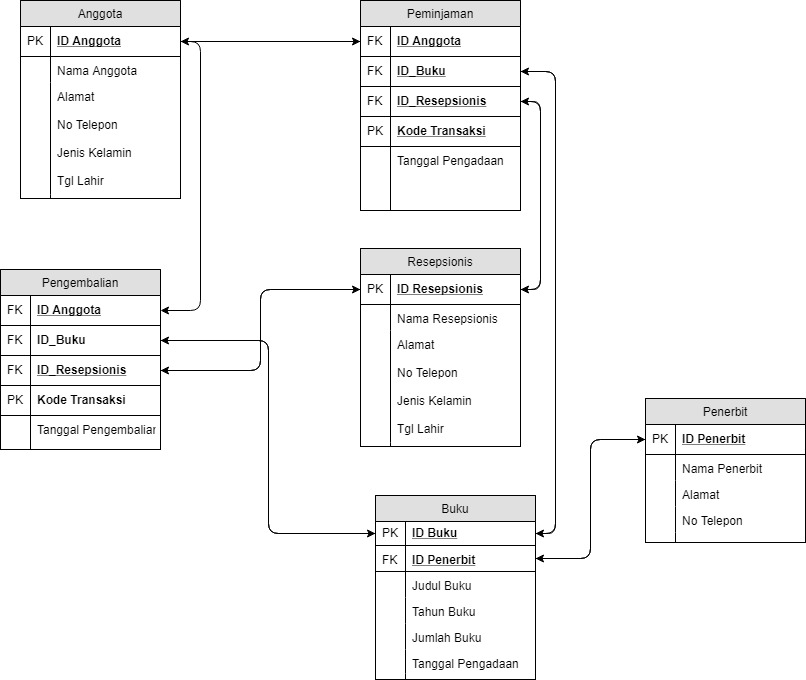 Anggota
PK ID Anggota
Nama Anggota
Alamat
No Telepon
Jenis Kelamin
Tgl Lahir
Peminjaman
FK ID Anggota
FK ID_Buku
FK ID_Resepsionis
PK Kode Transaksi
Tanggal Pengadaan
Pengembalian
FK ID Anggota
FK ID_Buku
FK ID_Resepsionis
PK Kode Transaksi
Tanggal Pengembalian
Resepsionis
PK ID Resepsionis
Nama Resepsionis
Alamat
No Telepon
Jenis Kelamin
Tgl Lahir
Penerbit
PK ID Penerbit
Nama Penerbit
Alamat
No Telepon
Buku
PK ID Buku
FK ID Penerbit
Judul Buku
Tahun Buku
Jumlah Buku
Tanggal Pengadaan